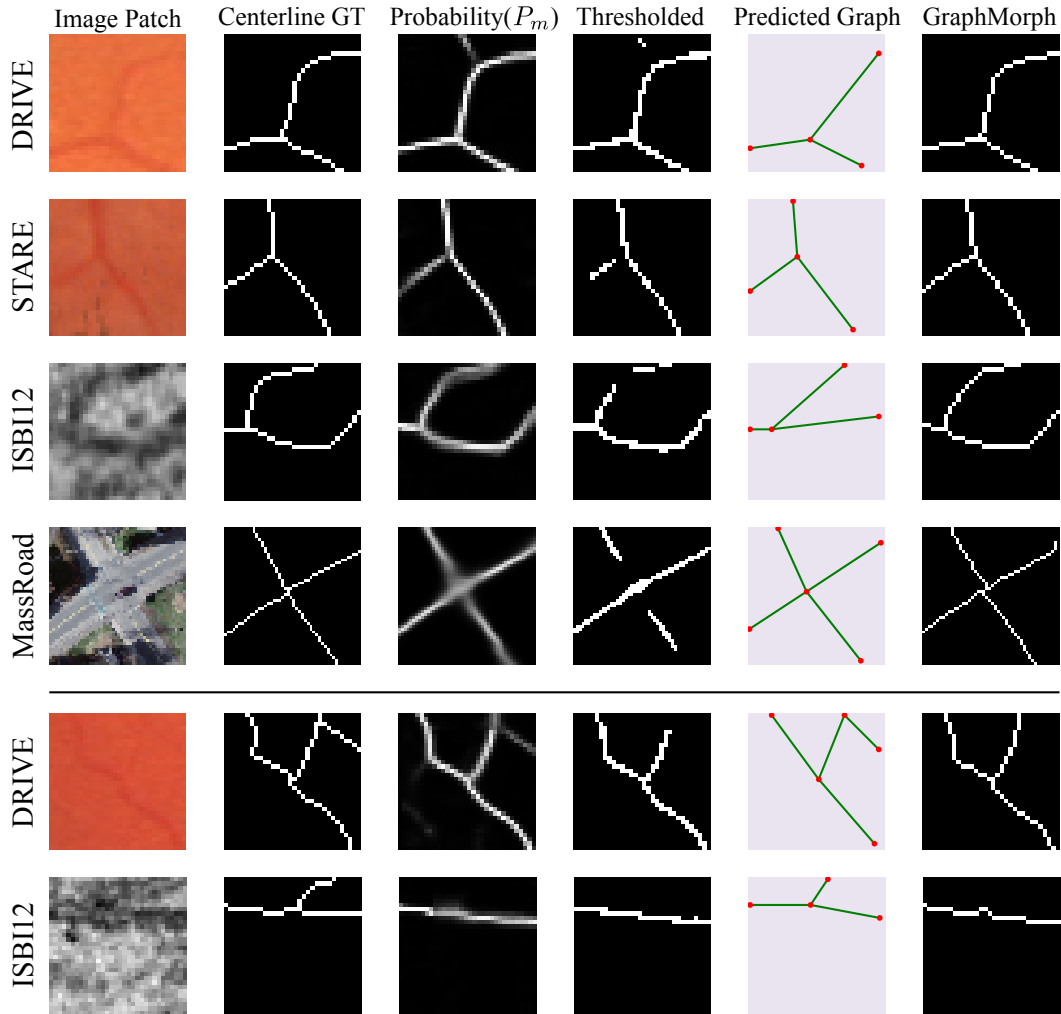 Image Patch Centerline GT Probability(P_m) Thresholded Predicted Graph GraphMorph
DRIVE
STARE
ISBI12
MassRoad
DRIVE
ISBI12